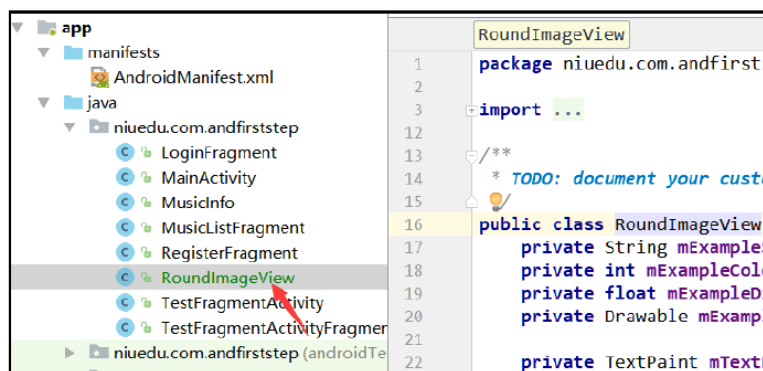 app
manifests
AndroidManifest.xml
java
niuedu.com.andfirststep
LoginFragment
MainActivity
MusicInfo
MusicListFragment
RegisterFragment
RoundImageView
TestFragmentActivity
TestFragmentActivityFragmer
niuedu.com.andfirststep (androidTe
RoundImageView
1 package niuedu.com.andfirst
2
3 import ...
12
13 /**
14 * TODO: document your cust
15 */
16 public class RoundImageView
17 private String mExample
18 private int mExampleCol
19 private float mExampleD
20 private Drawable mExamp
21
22 private TextPaint mText